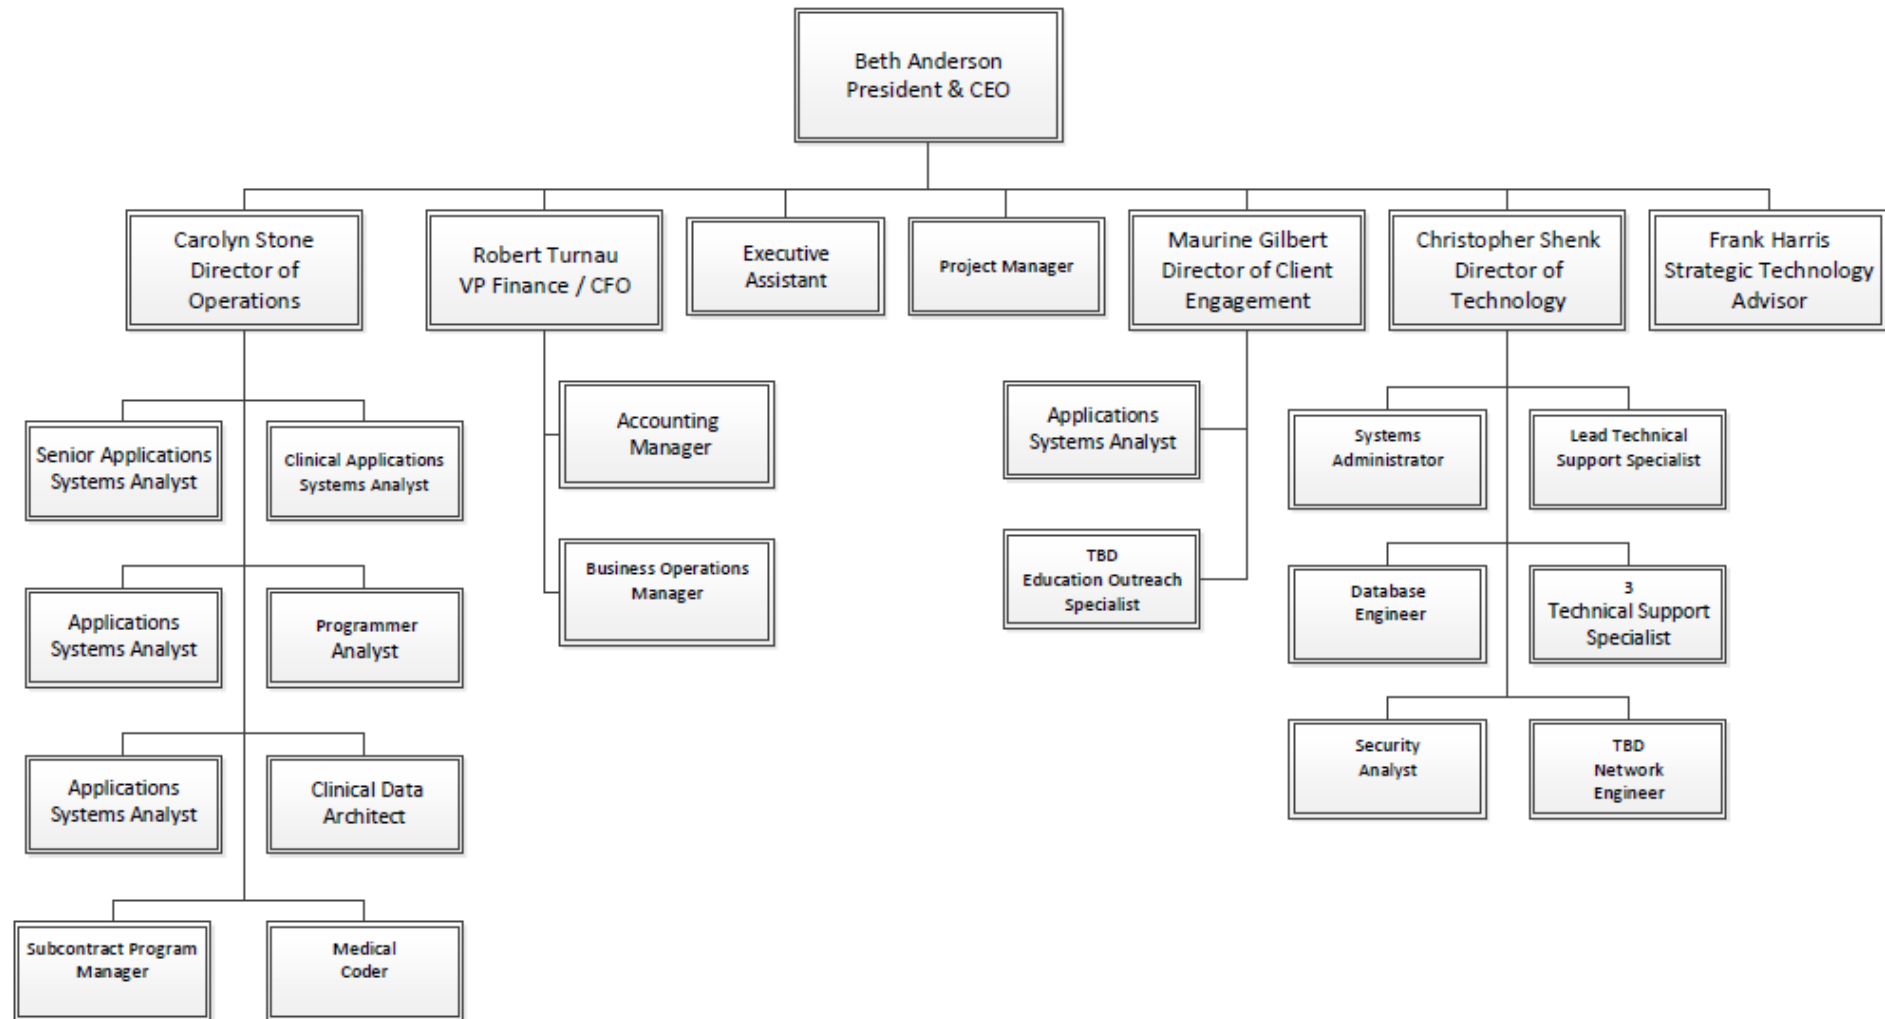 Beth Anderson
President & CEO
Carolyn Stone
Director of
Operations
Robert Turnau
VP Finance / CFO
Executive
Assistant
Project Manager
Maurine Gilbert
Director of Client
Engagement
Christopher Shenk
Director of
Technology
Frank Harris
Strategic Technology
Advisor
Senior Applications
Systems Analyst
Clinical Applications
Systems Analyst
Applications
Systems Analyst
Programmer
Analyst
Applications
Systems Analyst
Clinical Data
Architect
Subcontract Program
Manager
Medical
Coder
Accounting
Manager
Business Operations
Manager
Applications
Systems Analyst
TBD
Education Outreach
Specialist
Systems
Administrator
Lead Technical
Support Specialist
Database
Engineer
3
Technical Support
Specialist
Security
Analyst
TBD
Network
Engineer